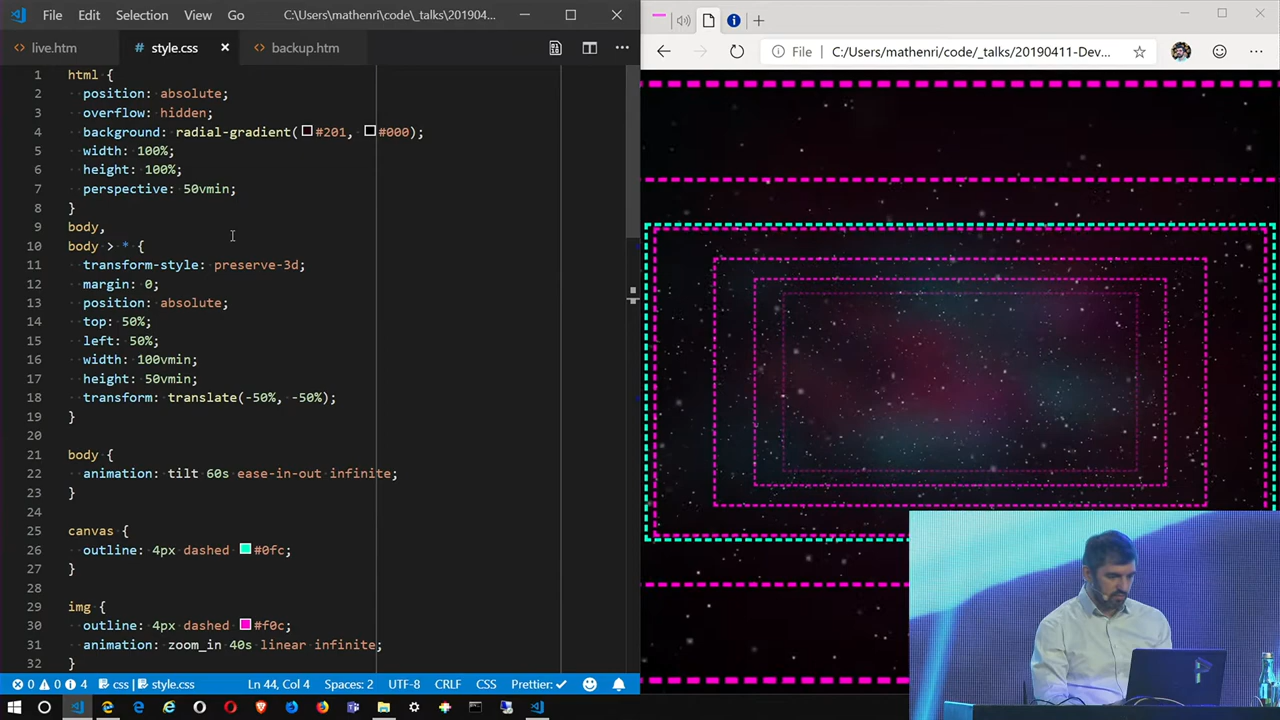 File Edit Selection View Go C:\Users\mathenri\code\_talks\201904...
live.htm style.css backup.htm
1 html {
2 position: absolute;
3 overflow: hidden;
4 background: radial-gradient(#201, #000);
5 width: 100%;
6 height: 100%;
7 perspective: 50vmin;
8 }
9 body,
10 body > * {
11 transform-style: preserve-3d;
12 margin: 0;
13 position: absolute;
14 top: 50%;
15 left: 50%;
16 width: 100vmin;
17 height: 50vmin;
18 transform: translate(-50%, -50%);
19 }
20
21 body {
22 animation: tilt 60s ease-in-out infinite;
23 }
24
25 canvas {
26 outline: 4px dashed #0fc;
27 }
28
29 img {
30 outline: 4px dashed #f0c;
31 animation: zoom_in 40s linear infinite;
32 }
0 0 4 css | style.css Ln 44, Col 4 Spaces: 2 UTF-8 CRLF CSS Prettier: ✓
File C:/Users/mathenri/code/_talks/20190411-Dev...